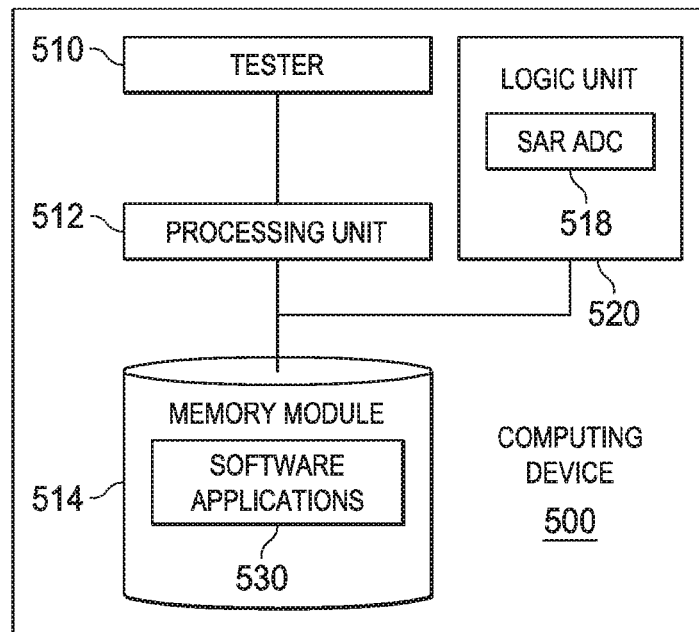 510
TESTER
LOGIC UNIT
SAR ADC
518
512
PROCESSING UNIT
520
MEMORY MODULE
SOFTWARE
APPLICATIONS
514
530
COMPUTING
DEVICE
500